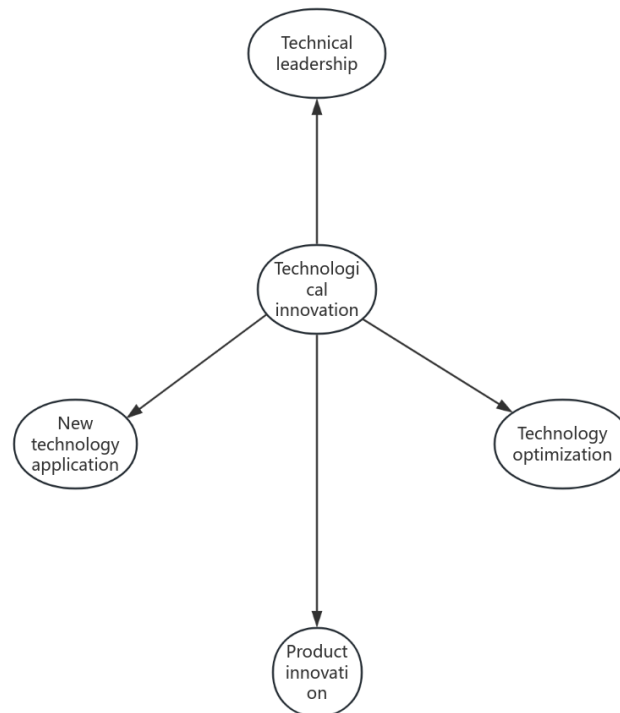 Technical
leadership
Technologi
cal
innovation
New
technology
application
Technology
optimization
Product
innovati
on